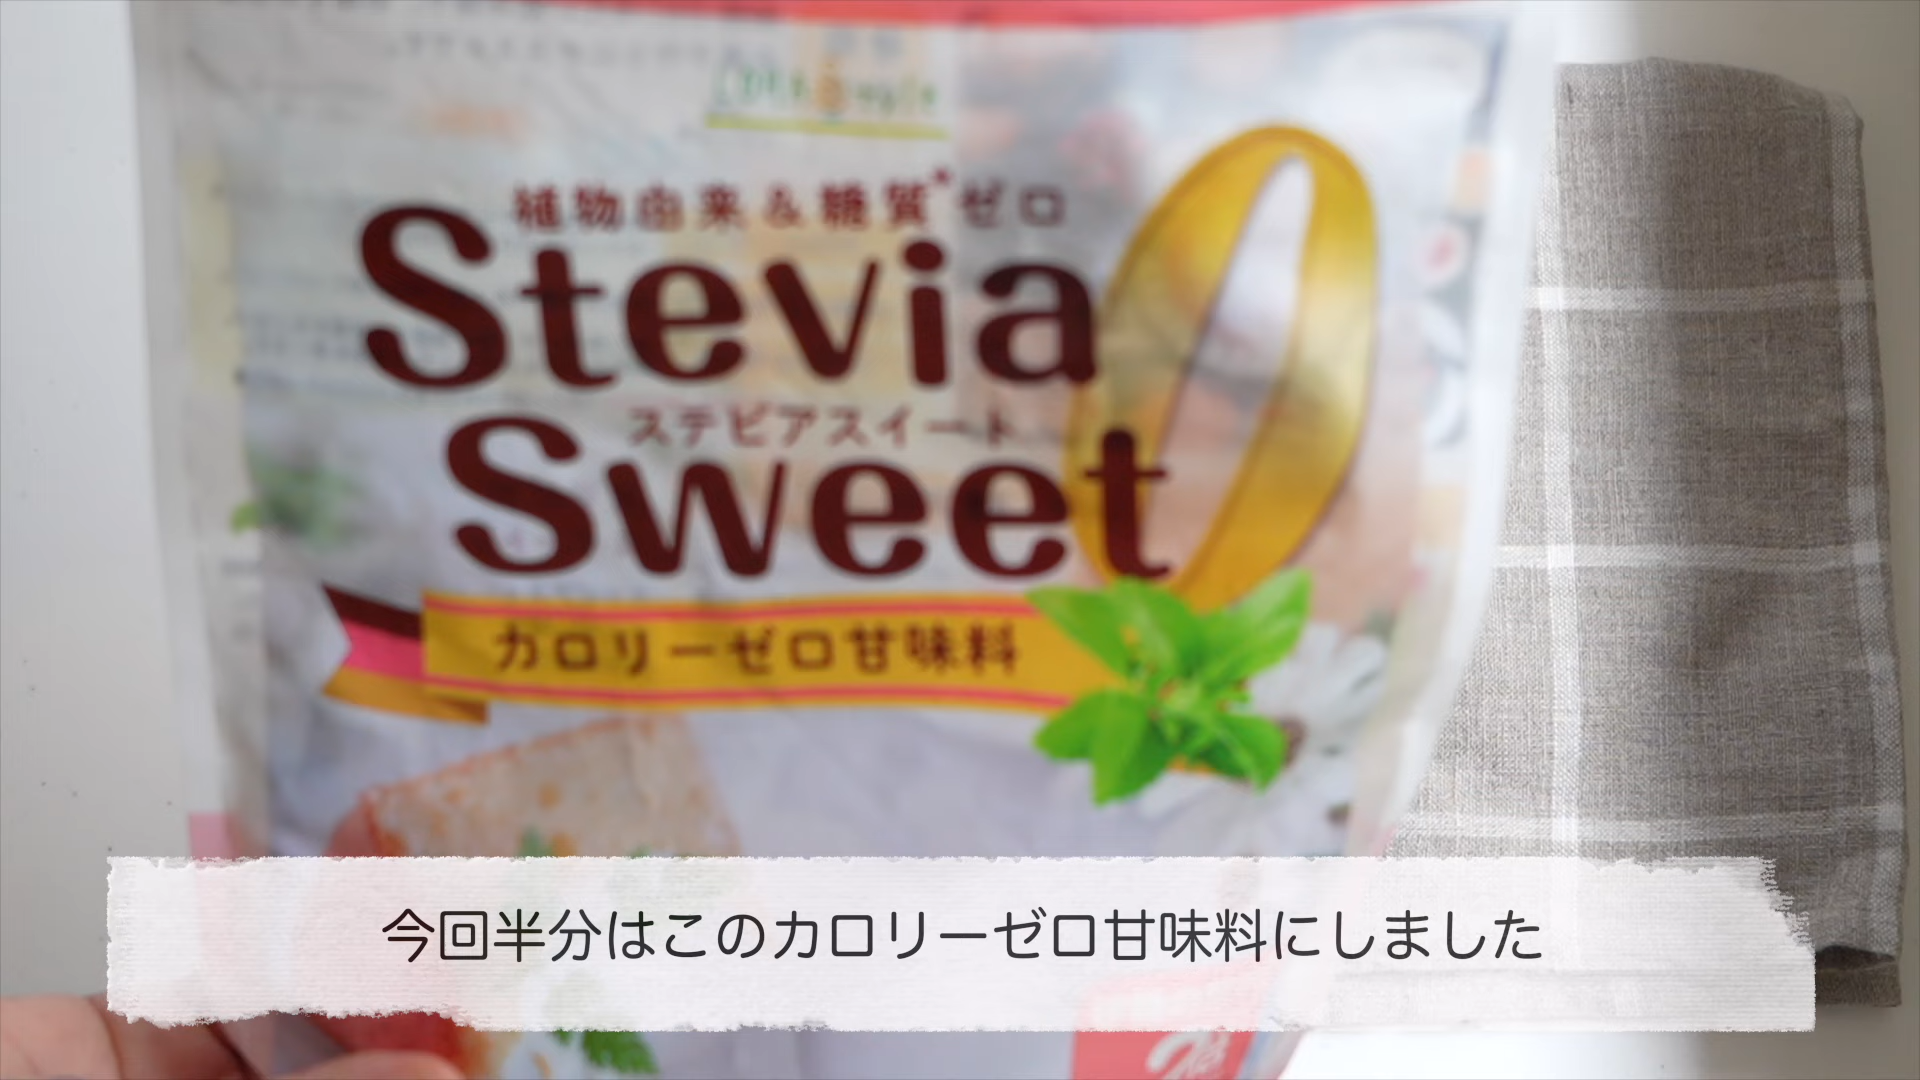 植物由来&糖質*ゼロ
Stevia
ステビアスイート
Sweet
0
カロリーゼロ甘味料
今回半分はこのカロリーゼロ甘味料にしました